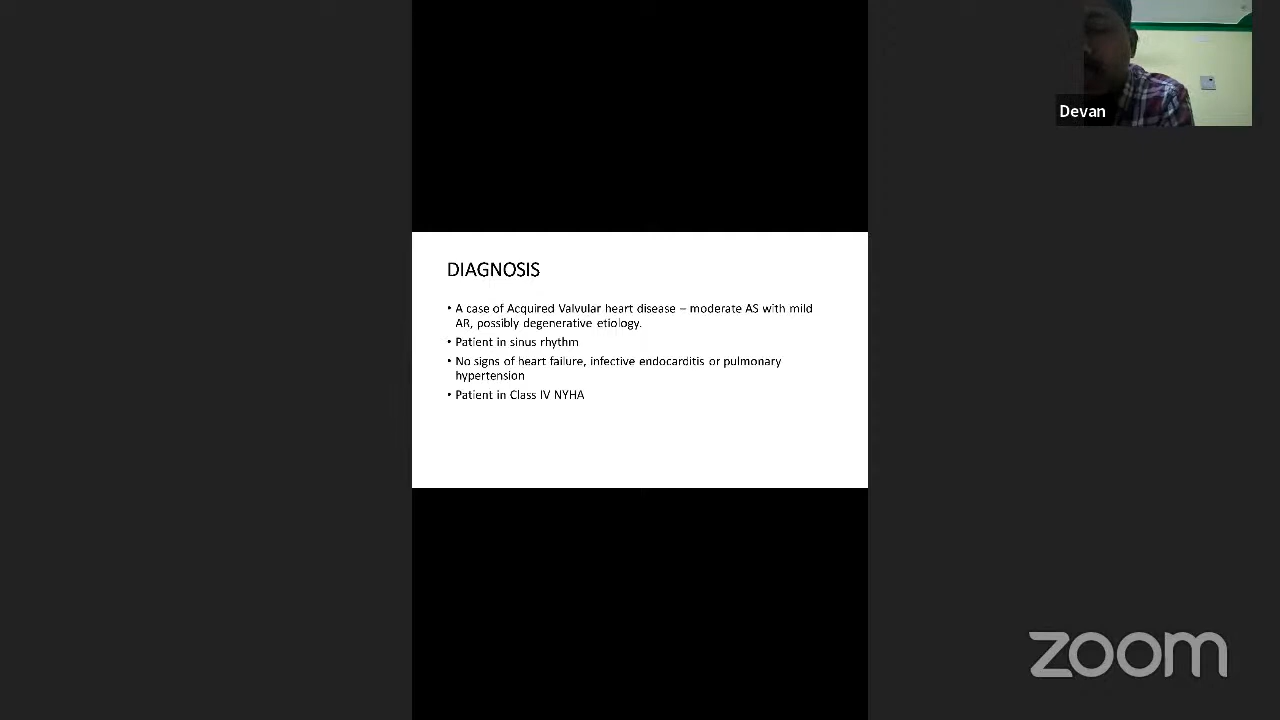 Devan
DIAGNOSIS
• A case of Acquired Valvular heart disease – moderate AS with mild
AR, possibly degenerative etiology.
• Patient in sinus rhythm
• No signs of heart failure, infective endocarditis or pulmonary
hypertension
• Patient in Class IV NYHA
zoom